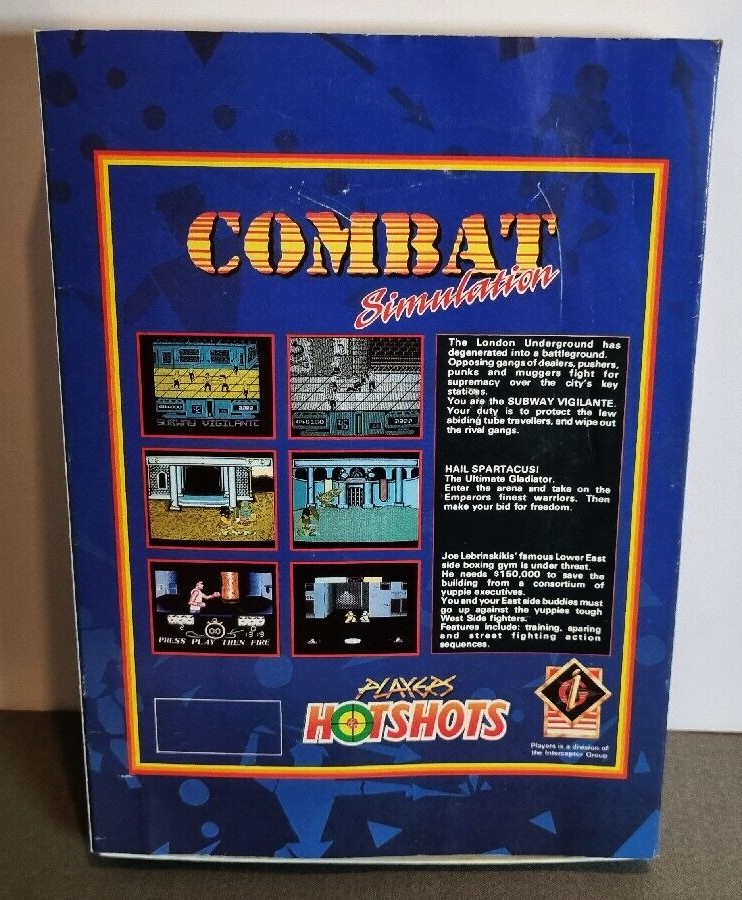 COMBAT
Simulation
SUBWAY VIGILANTE
The London Underground has
degenerated into a battleground.
Opposing gangs of dealers, pushers,
punks and muggers fight for
supremacy over the city's key
stations.
You are the SUBWAY VIGILANTE.
Your duty is to protect the law
abiding tube travellers, and wipe out
the rival gangs.
HAIL SPARTACUS!
The Ultimate Gladiator.
Enter the arena and take on the
Emperors finest warriors. Then
make your bid for freedom.
PRESS PLAY THEN FIRE
Joe Lebrinskikis' famous Lower East
side boxing gym is under threat.
He needs $150,000 to save the
building from a consortium of
yuppie executives.
You and your East side buddies must
go up against the yuppies tough
West Side fighters.
Features include: training, sparing
and street fighting action
sequences.
PLAYERS
HOTSHOTS
i
Players is a division of
the Interceptor Group